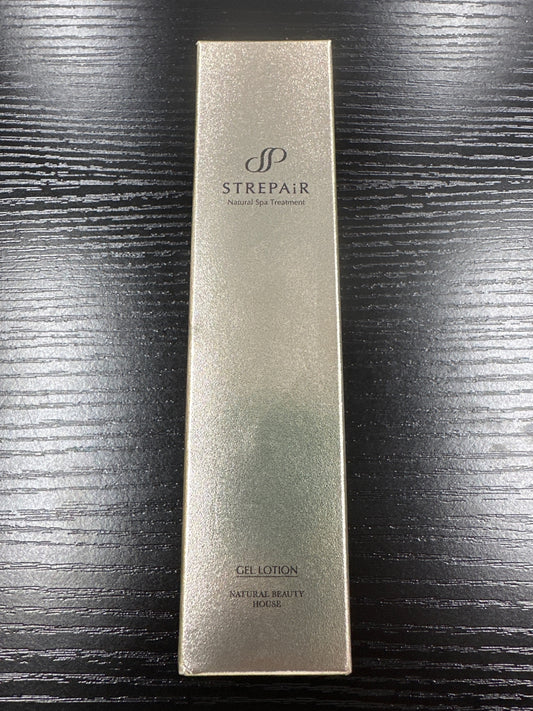 STREPAiR
Natural Spa Treatment
GEL LOTION
NATURAL BEAUTY
HOUSE